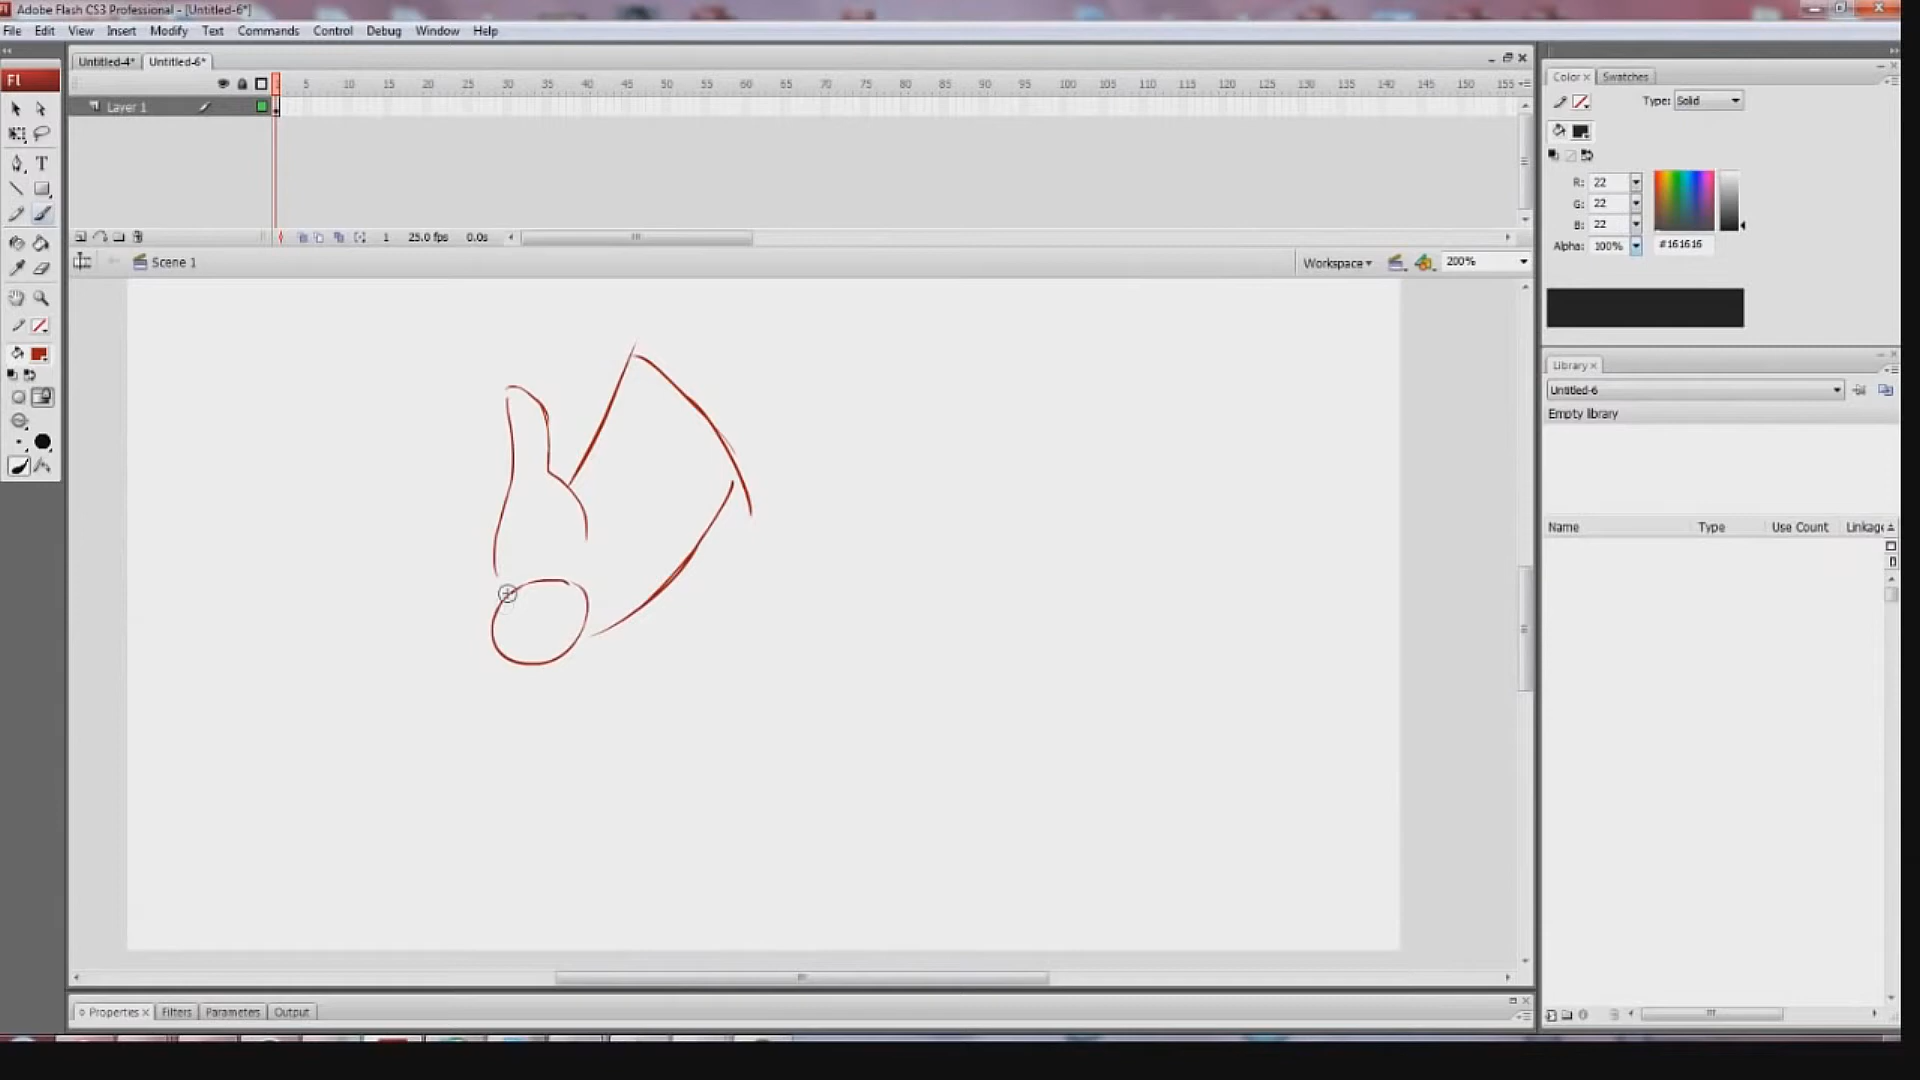 Adobe Flash CS3 Professional - [Untitled-6*]
File Edit View Insert Modify Text Commands Control Debug Window Help
Untitled-4* Untitled-6*
Fl
5 10 15 20 25 30 35 40 45 50 55 60 65 70 75 80 85 90 95 100 105 110 115 120 125 130 135 140 145 150 155
Layer 1
1 25.0 fps 0.0s
Scene 1
Workspace 200%
Color Swatches
Type: Solid
R: 22
G: 22
B: 22
Alpha: 100% #161616
Library
Untitled-6
Empty library
Name Type Use Count Linkage
Properties Filters Parameters Output